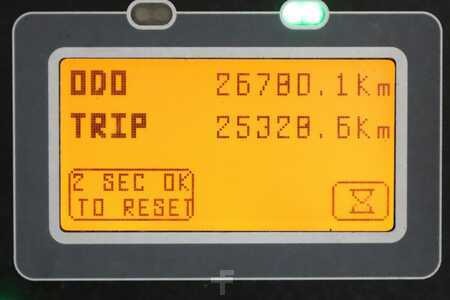 ODO 26780.1Km
TRIP 25328.6Km
2 SEC OK
TO RESET